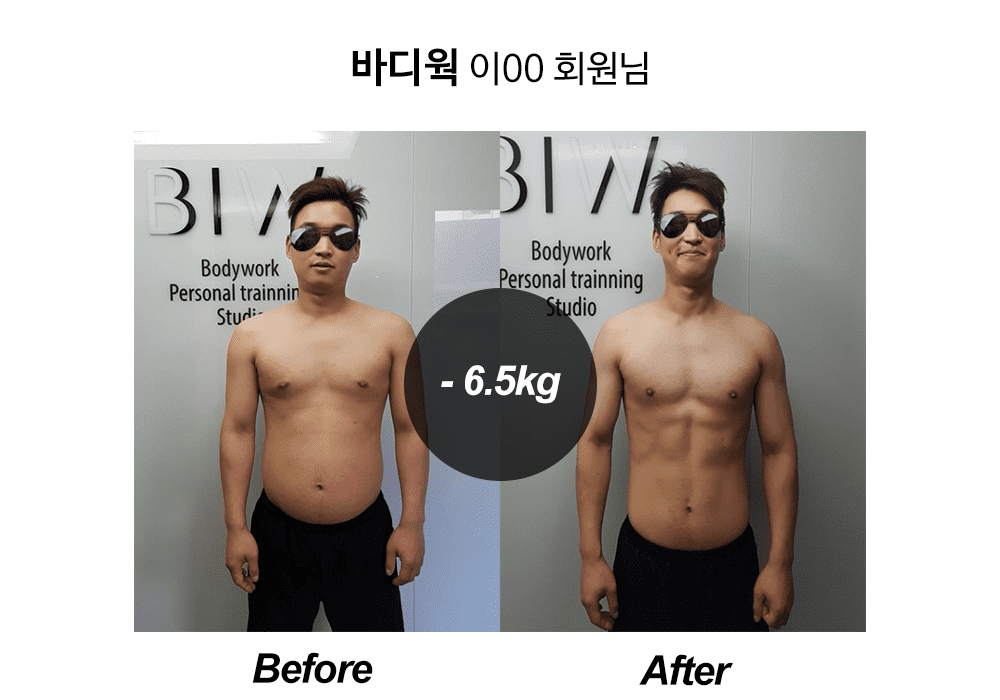 바디웍 이00 회원님
BIW
Bodywork
Personal trainnin
Studio
BIW
Bodywork
Personal trainning
Studio
- 6.5kg
Before
After